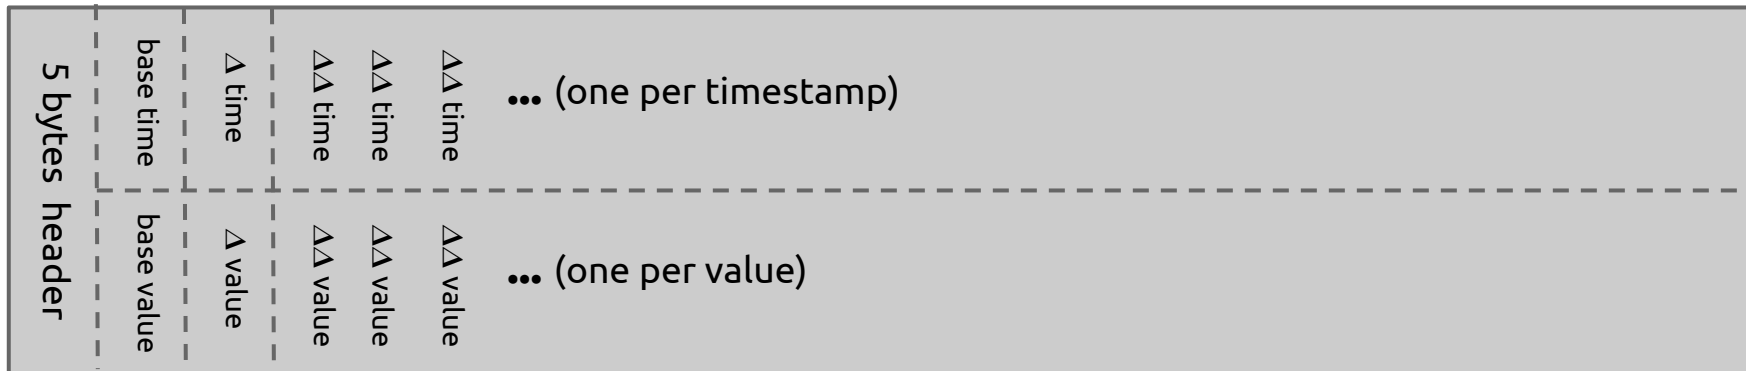 5 bytes header
base time
Δ time
ΔΔ time
ΔΔ time
ΔΔ time
... (one per timestamp)
base value
Δ value
ΔΔ value
ΔΔ value
ΔΔ value
... (one per value)